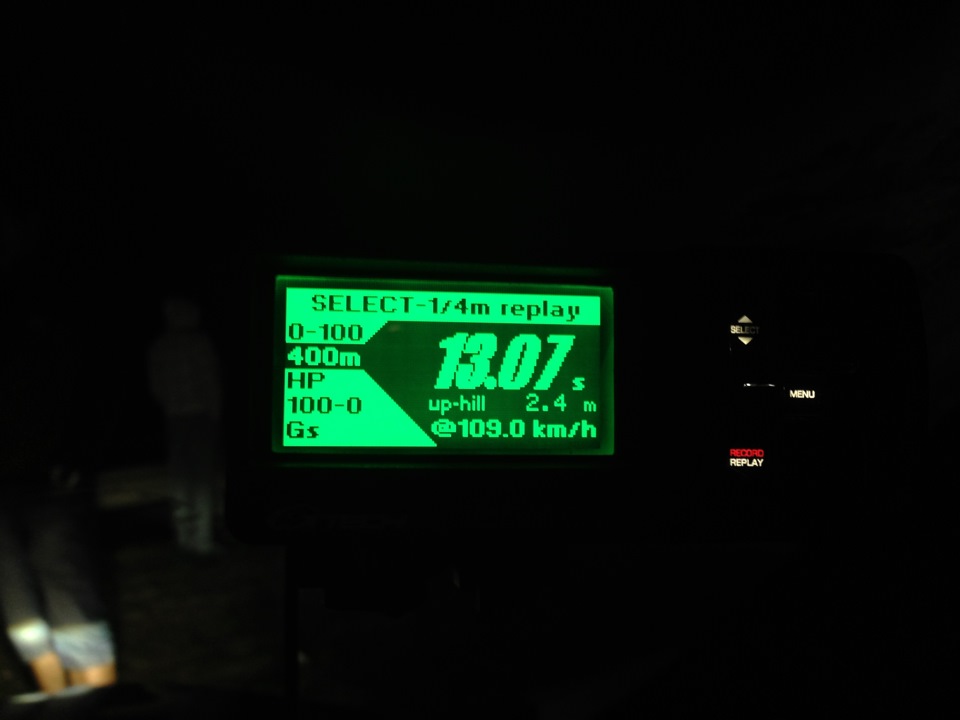 SELECT-1/4m replay
0-100
400m
HP
100-0
Gs
13.07 s
up-hill 2.4 m
@109.0 km/h
SELECT
MENU
RECORD
REPLAY